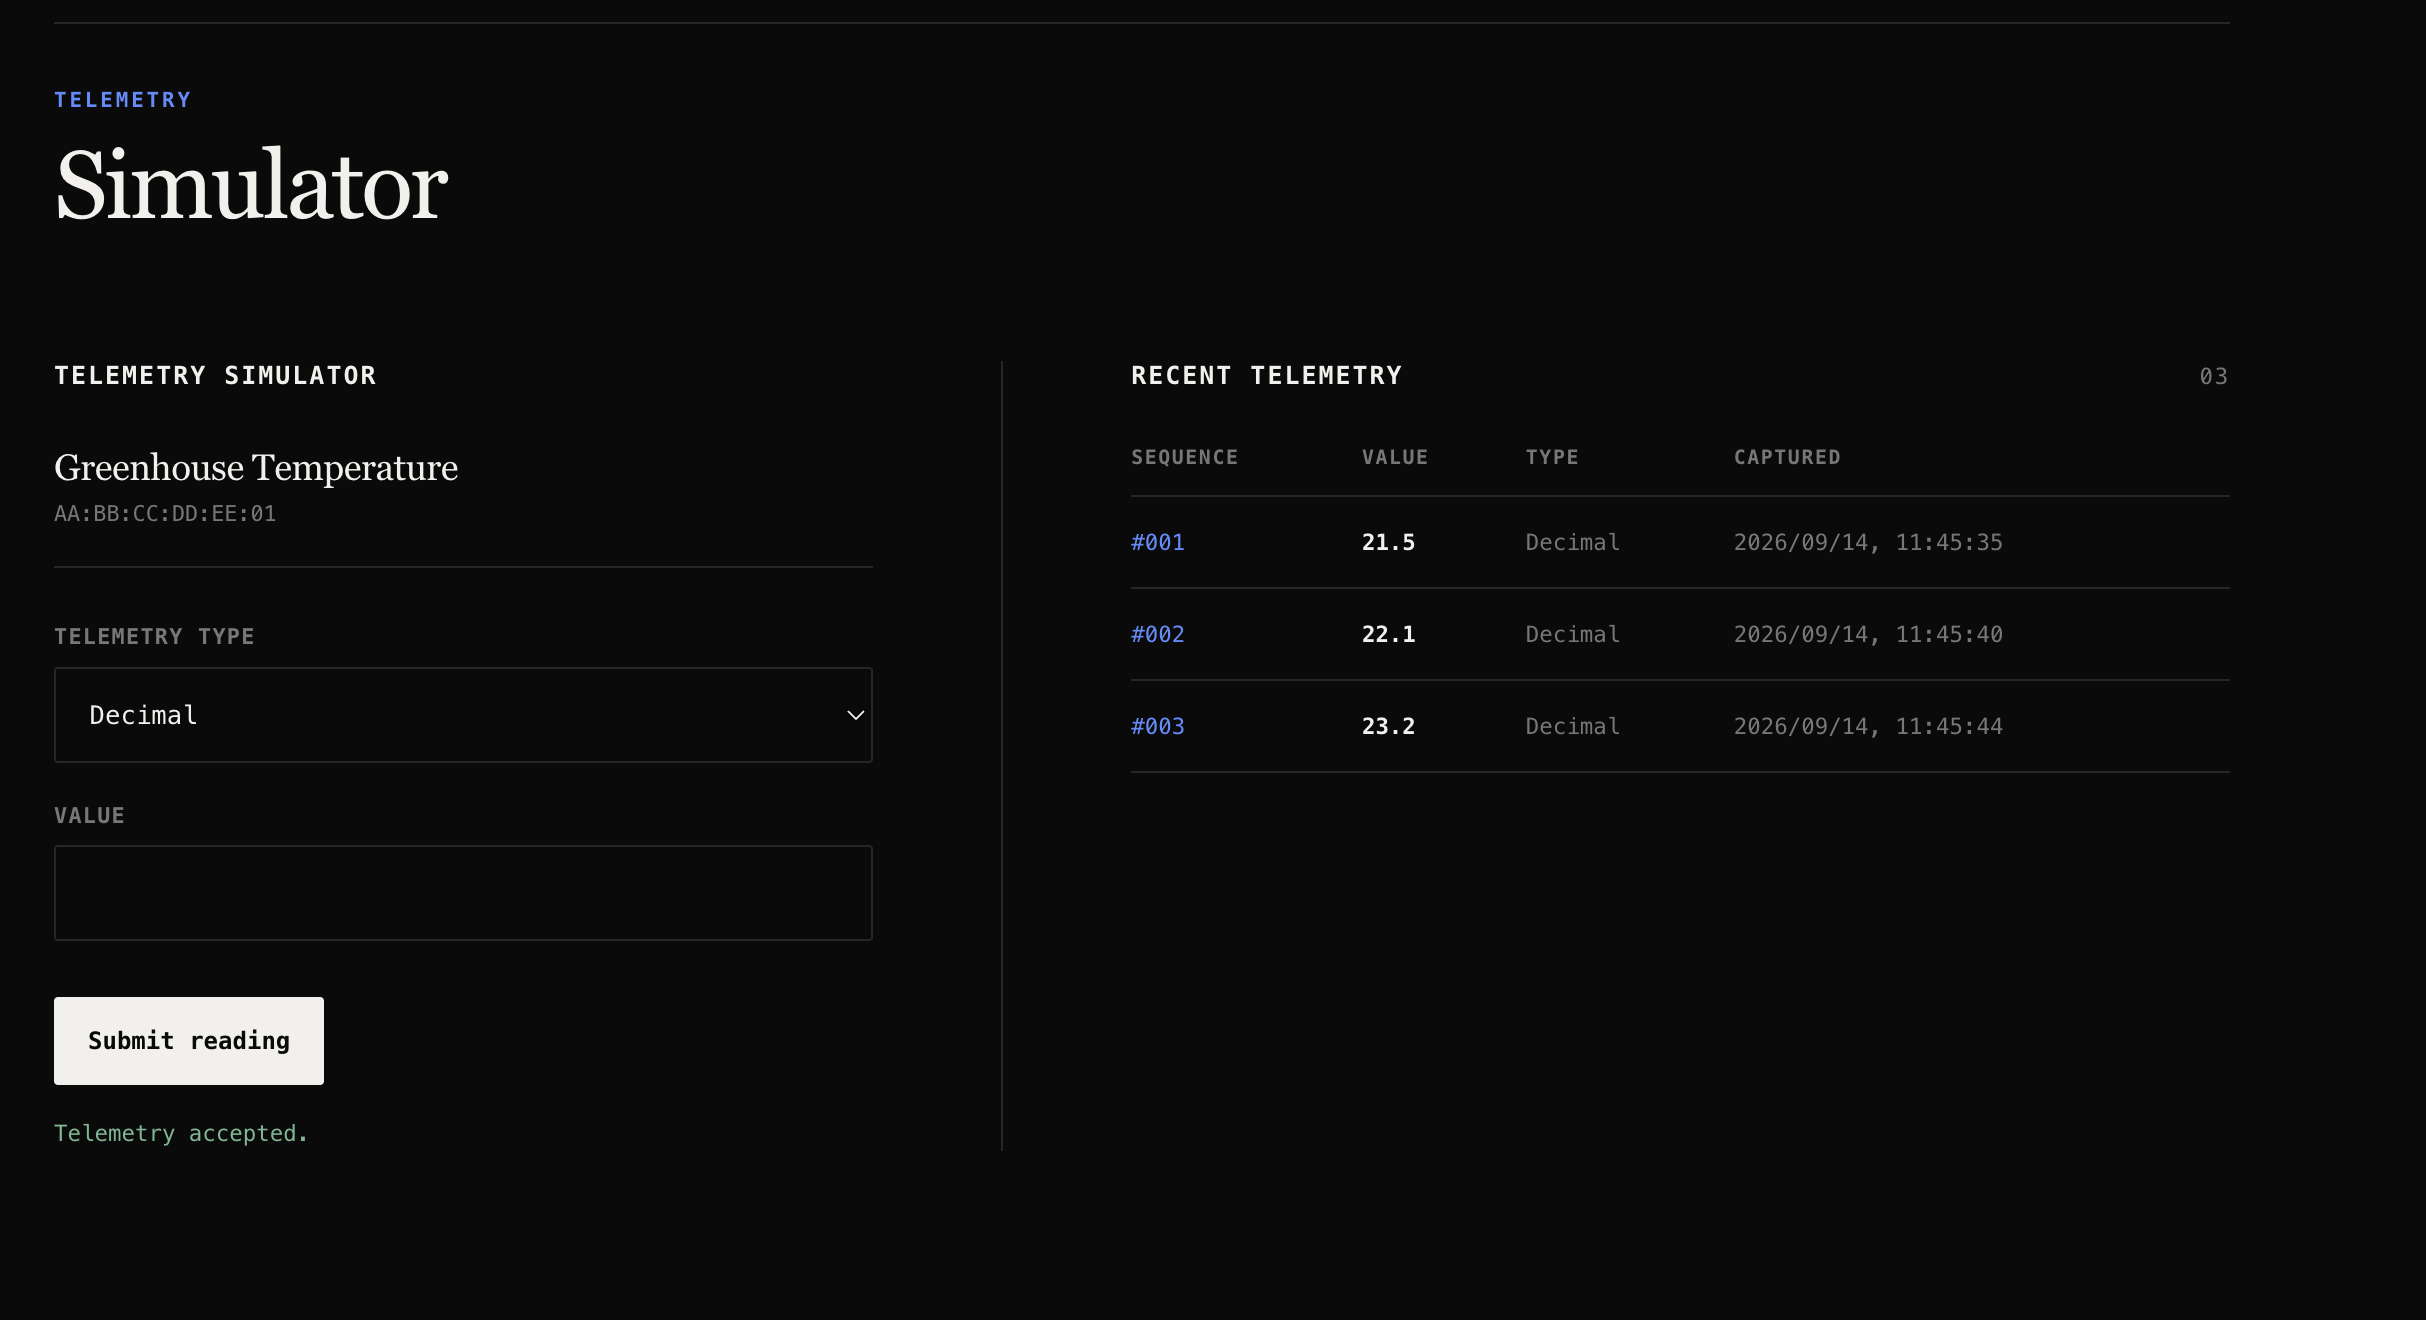 TELEMETRY
Simulator
TELEMETRY SIMULATOR
Greenhouse Temperature
AA:BB:CC:DD:EE:01
TELEMETRY TYPE
Decimal
VALUE
Submit reading
Telemetry accepted.
RECENT TELEMETRY 03
SEQUENCE VALUE TYPE CAPTURED
#001 21.5 Decimal 2026/09/14, 11:45:35
#002 22.1 Decimal 2026/09/14, 11:45:40
#003 23.2 Decimal 2026/09/14, 11:45:44